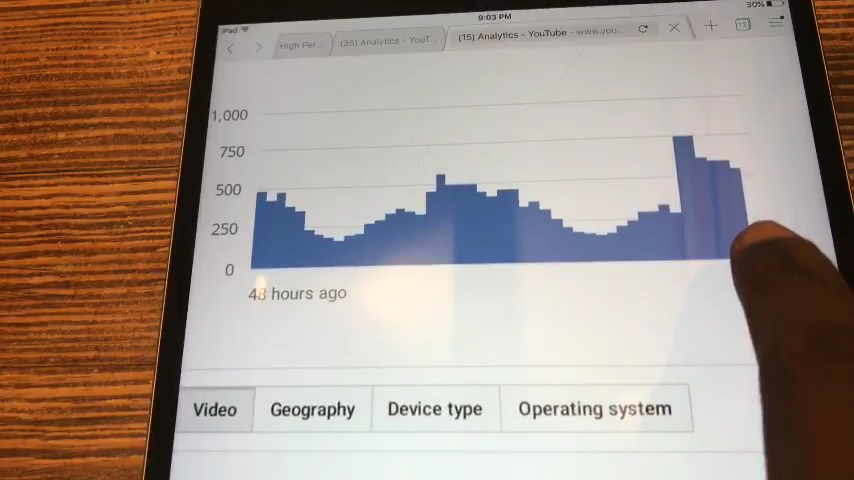 iPad 9:03 PM 30%
High Per... (35) Analytics - YouT... (15) Analytics - YouTube - www.you... 13
1,000
750
500
250
0
48 hours ago
Video Geography Device type Operating system